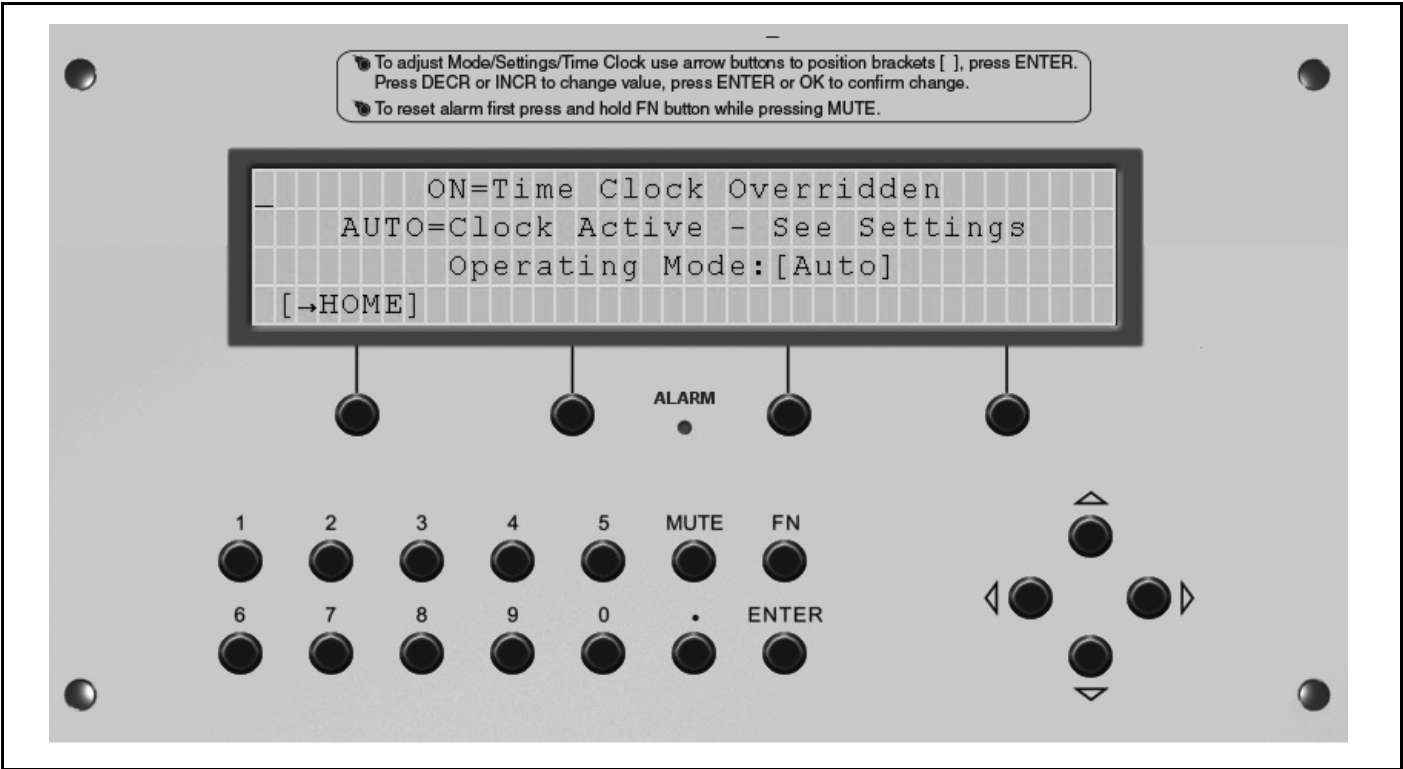 To adjust Mode/Settings/Time Clock use arrow buttons to position brackets [ ], press ENTER.
Press DECR or INCR to change value, press ENTER or OK to confirm change.
To reset alarm first press and hold FN button while pressing MUTE.
ON=Time Clock Overridden
AUTO=Clock Active - See Settings
Operating Mode:[Auto]
[→HOME]
ALARM
1 2 3 4 5 MUTE FN
6 7 8 9 0 . ENTER